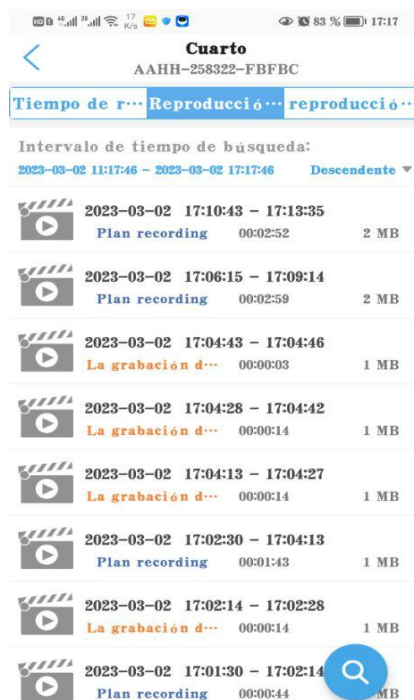 HD 4G 2G 17 K/s 83 % 17:17
Cuarto
AAHH-258322-FBFBC
Tiempo de r··· Reproducció··· reproducció···
Intervalo de tiempo de búsqueda:
2023-03-02 11:17:46 - 2023-03-02 17:17:46 Descendente
2023-03-02 17:10:43 - 17:13:35
Plan recording 00:02:52 2 MB
2023-03-02 17:06:15 - 17:09:14
Plan recording 00:02:59 2 MB
2023-03-02 17:04:43 - 17:04:46
La grabación d··· 00:00:03 1 MB
2023-03-02 17:04:28 - 17:04:42
La grabación d··· 00:00:14 1 MB
2023-03-02 17:04:13 - 17:04:27
La grabación d··· 00:00:14 1 MB
2023-03-02 17:02:30 - 17:04:13
Plan recording 00:01:43 1 MB
2023-03-02 17:02:14 - 17:02:28
La grabación d··· 00:00:14 1 MB
2023-03-02 17:01:30 - 17:02:14
Plan recording 00:00:44 MB